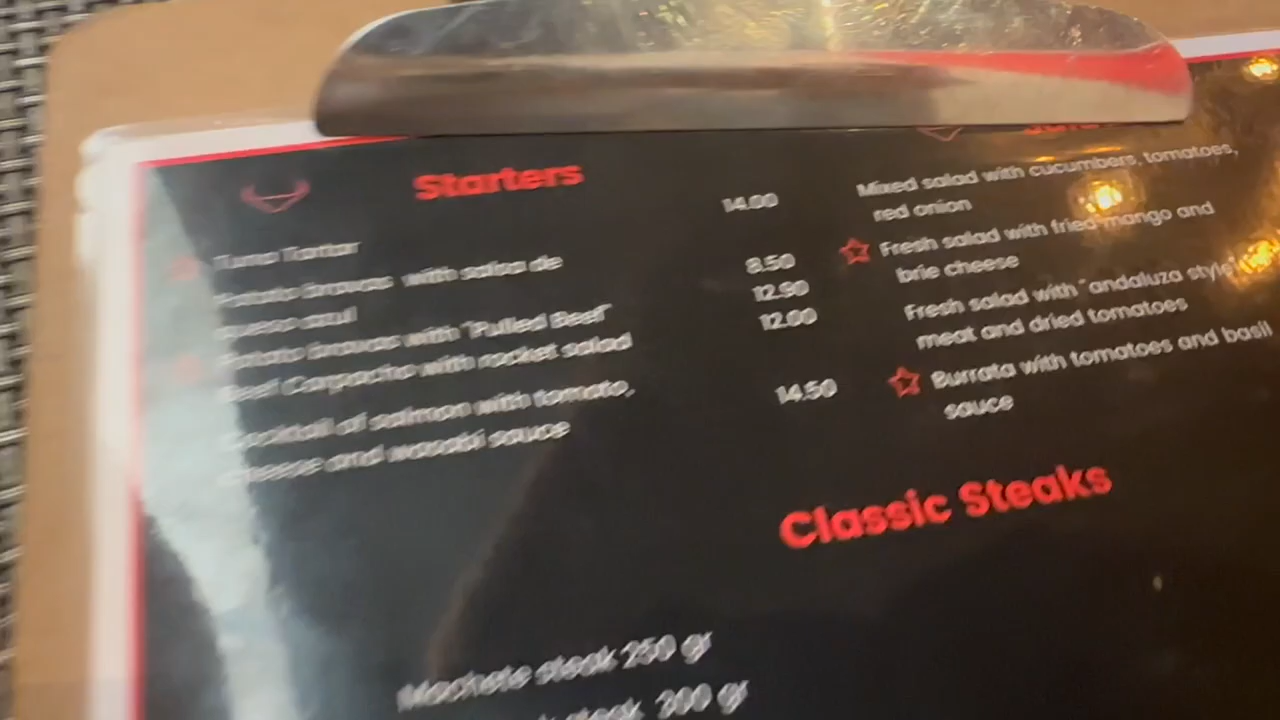 Starters
Tuna Tartar 14.00
Potato bravas with salsa de
queso azul 8.50
Potato bravas with "Pulled Beef" 12.90
Beef Carpacho with rocket salad 12.00
Cocktail of salmon with tomato,
cheese and wasabi sauce 14.50
Mixed salad with cucumbers, tomatoes,
red onion
Fresh salad with fried mango and
brie cheese
Fresh salad with "andaluza style"
meat and dried tomatoes
Burrata with tomatoes and basil
sauce
Classic Steaks
Machete steak 250 gr
steak 300 gr